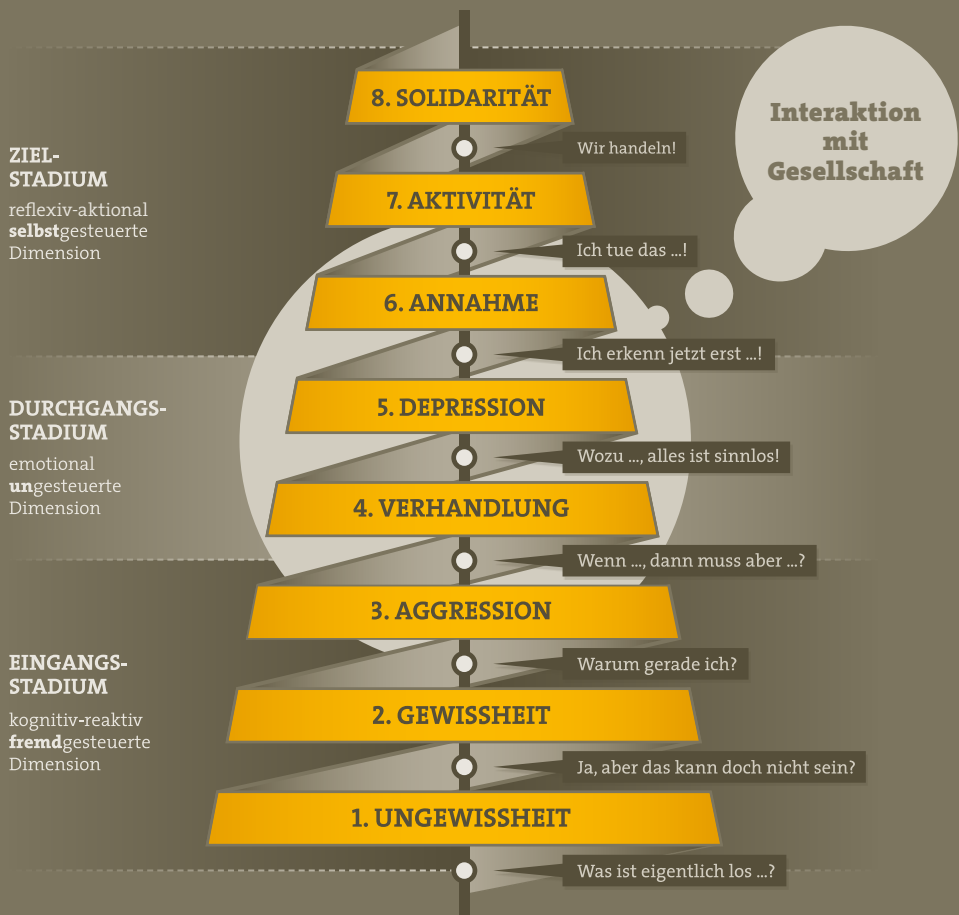 8. SOLIDARITÄT
Interaktion
mit
Gesellschaft
Wir handeln!
ZIEL-
STADIUM
reflexiv-aktional
selbstgesteuerte
Dimension
7. AKTIVITÄT
Ich tue das ...!
6. ANNAHME
Ich erkenn jetzt erst ...!
5. DEPRESSION
DURCHGANGS-
STADIUM
emotional
ungesteuerte
Dimension
Wozu ..., alles ist sinnlos!
4. VERHANDLUNG
Wenn ..., dann muss aber ...?
3. AGGRESSION
Warum gerade ich?
EINGANGS-
STADIUM
kognitiv-reaktiv
fremdgesteuerte
Dimension
2. GEWISSHEIT
Ja, aber das kann doch nicht sein?
1. UNGEWISSHEIT
Was ist eigentlich los ...?